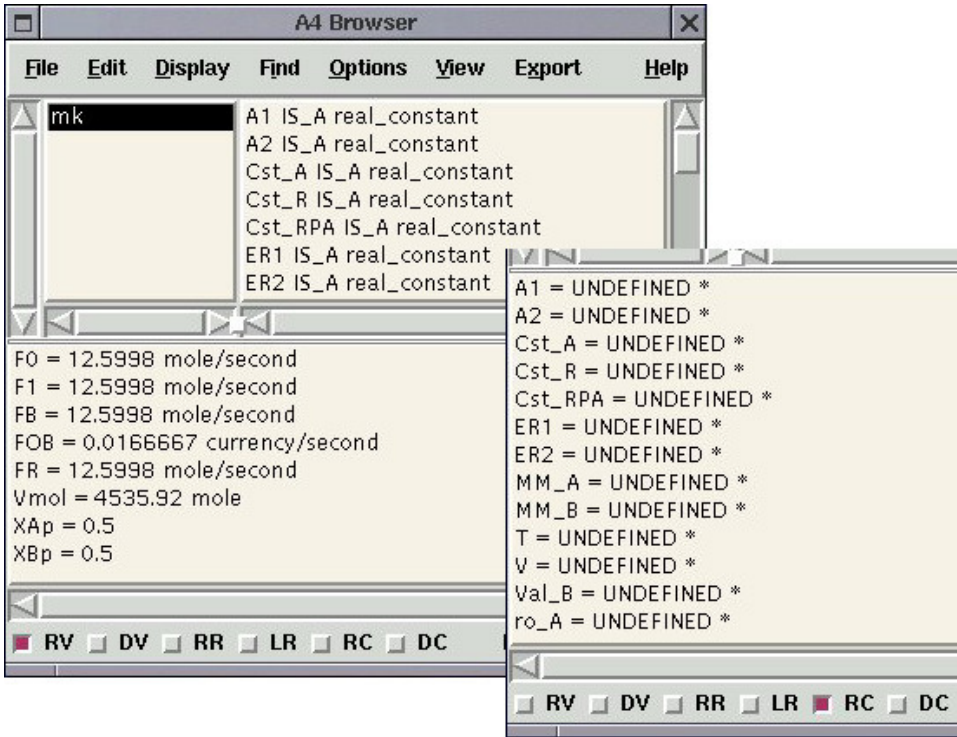 A4 Browser
File Edit Display Find Options View Export Help
mk
A1 IS_A real_constant
A2 IS_A real_constant
Cst_A IS_A real_constant
Cst_R IS_A real_constant
Cst_RPA IS_A real_constant
ER1 IS_A real_constant
ER2 IS_A real_constant
F0 = 12.5998 mole/second
F1 = 12.5998 mole/second
FB = 12.5998 mole/second
FOB = 0.0166667 currency/second
FR = 12.5998 mole/second
Vmol = 4535.92 mole
XAp = 0.5
XBp = 0.5
RV DV RR LR RC DC
A1 = UNDEFINED *
A2 = UNDEFINED *
Cst_A = UNDEFINED *
Cst_R = UNDEFINED *
Cst_RPA = UNDEFINED *
ER1 = UNDEFINED *
ER2 = UNDEFINED *
MM_A = UNDEFINED *
MM_B = UNDEFINED *
T = UNDEFINED *
V = UNDEFINED *
Val_B = UNDEFINED *
ro_A = UNDEFINED *
RV DV RR LR RC DC